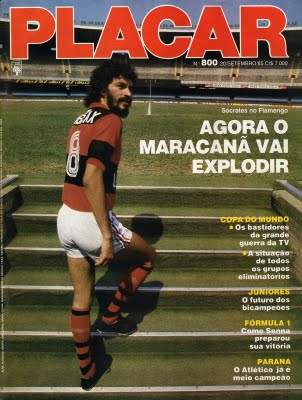 PLACAR
Abril
Nº 800 20 SETEMBRO 85 Cr$ 7 000
Sócrates no Flamengo
AGORA O
MARACANÃ VAI
EXPLODIR
8
COPA DO MUNDO
• Os bastidores
da grande
guerra da TV
• A situação
de todos
os grupos
eliminatórios
JUNIORES
O futuro dos
bicampeões
FÓRMULA 1
Como Senna
preparou
sua vitória
PARANÁ
O Atlético já é
meio campeão